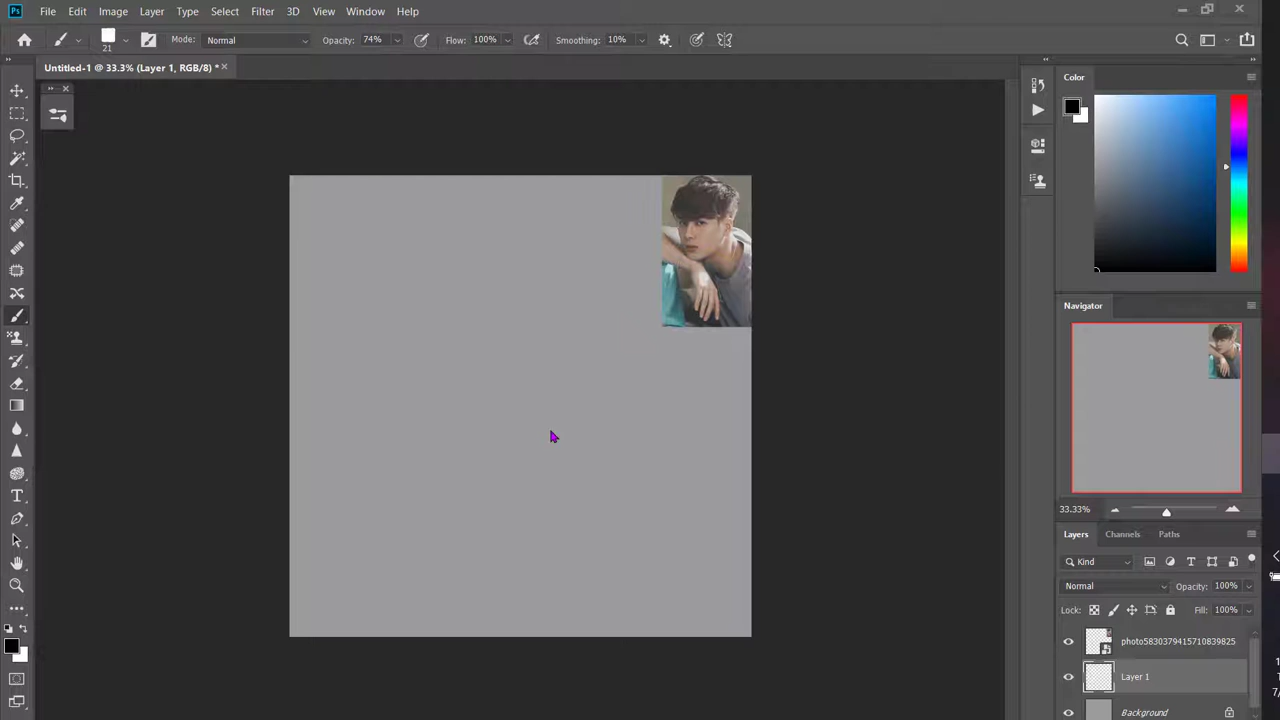 Ps File Edit Image Layer Type Select Filter 3D View Window Help
21 Mode: Normal Opacity: 74% Flow: 100% Smoothing: 10%
Untitled-1 @ 33.3% (Layer 1, RGB/8) *
Color
Navigator
33.33%
Layers Channels Paths
Kind
Normal Opacity: 100%
Lock: Fill: 100%
photo5830379415710839825
Layer 1
Background